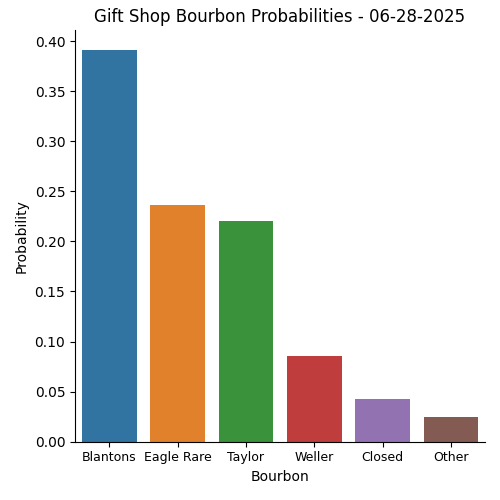 Gift Shop Bourbon Probabilities - 06-28-2025
0.40
0.35
0.30
0.25
0.20
0.15
0.10
0.05
0.00
Probability
Blantons Eagle Rare Taylor Weller Closed Other
Bourbon